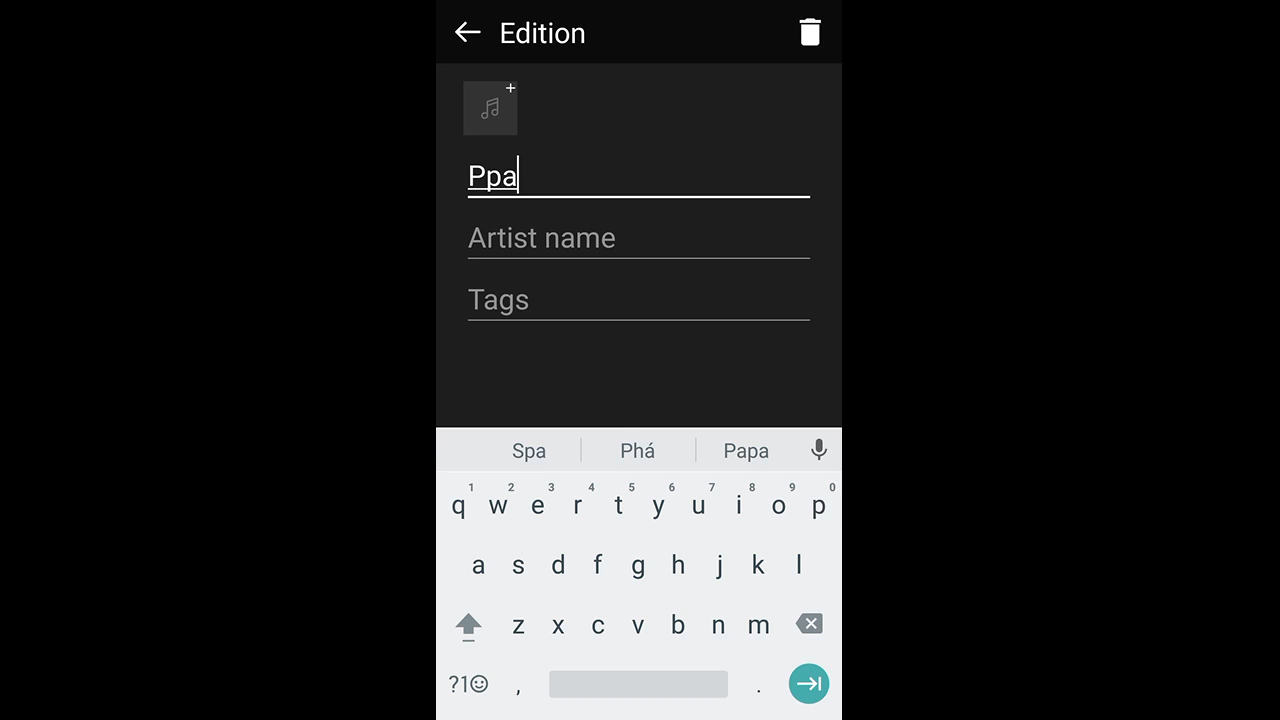 Edition
Ppa
Artist name
Tags
Spa Phá Papa
1 2 3 4 5 6 7 8 9 0
q w e r t y u i o p
a s d f g h j k l
z x c v b n m
?1☺ , .